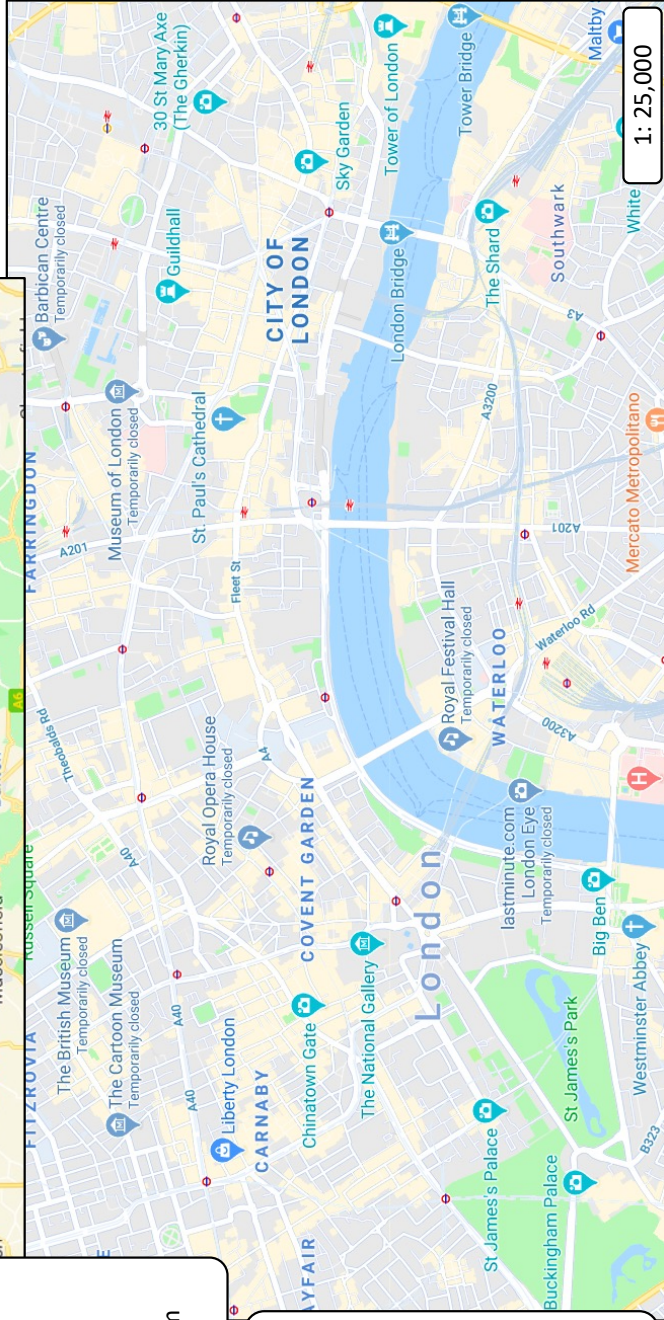 30 St Mary Axe
(The Gherkin)
Barbican Centre
Temporarily closed
Guildhall
Sky Garden
Tower of London
Tower Bridge
Maltby
1: 25,000
CITY OF
LONDON
London Bridge
The Shard
Southwark
White
A3
FARRINGDON
A201
Museum of London
Temporarily closed
St. Paul's Cathedral
Fleet St
A3200
A201
Mercato Metropolitano
A6
Theobalds Rd
Royal Opera House
Temporarily closed
A4
Royal Festival Hall
Temporarily closed
WATERLOO
Waterloo Rd
A3200
H
Russell Square
A40
The British Museum
Temporarily closed
COVENT GARDEN
London
lastminute.com
London Eye
Temporarily closed
Big Ben
Westminster Abbey
FITZROVIA
The Cartoon Museum
Temporarily closed
A40
A40
Liberty London
CARNABY
Chinatown Gate
The National Gallery
St James's Park
St James's Palace
Buckingham Palace
B323
AYFAIR
E
n